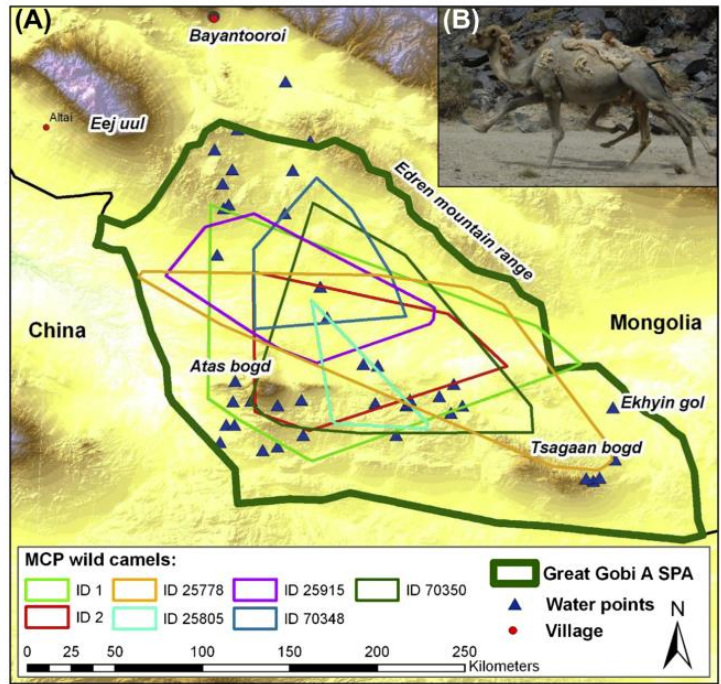 (A)
(B)
Bayantooroi
Altai
Eej uul
Edren mountain range
China
Mongolia
Atas bogd
Ekhyin gol
Tsagaan bogd
MCP wild camels:
ID 1
ID 25778
ID 25915
ID 70350
ID 2
ID 25805
ID 70348
Great Gobi A SPA
Water points
Village
N
0 25 50 100 150 200 250
Kilometers